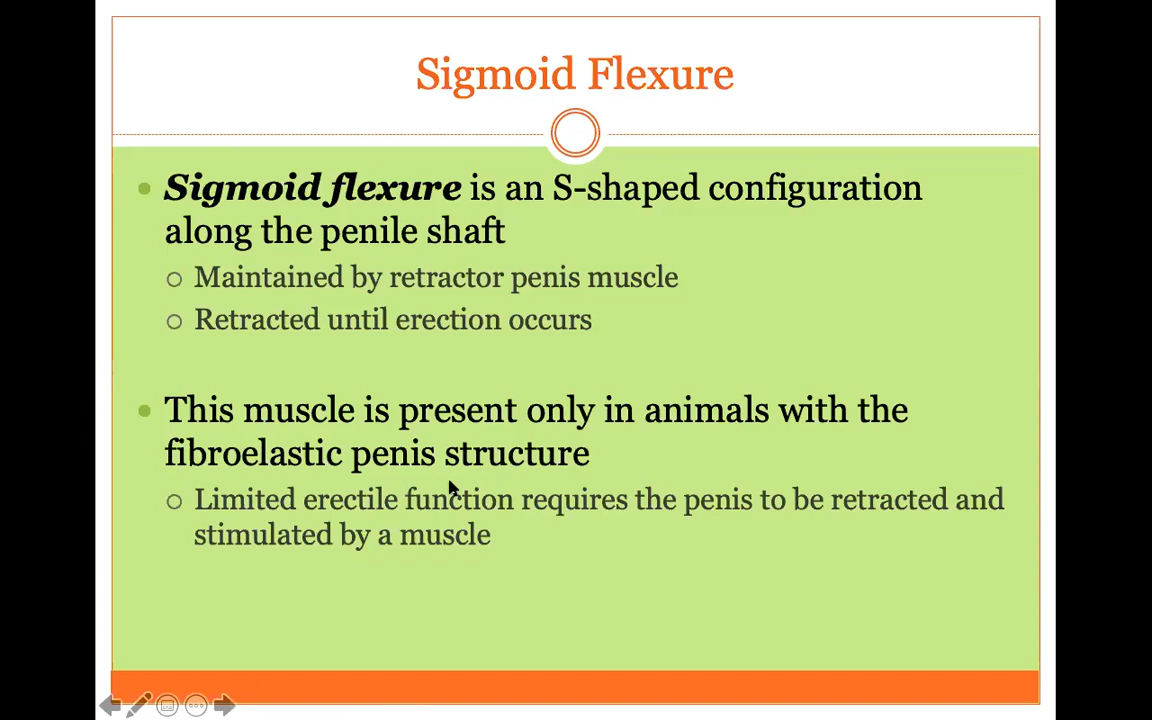 Sigmoid Flexure
• Sigmoid flexure is an S-shaped configuration
along the penile shaft
○ Maintained by retractor penis muscle
○ Retracted until erection occurs
• This muscle is present only in animals with the
fibroelastic penis structure
○ Limited erectile function requires the penis to be retracted and
stimulated by a muscle